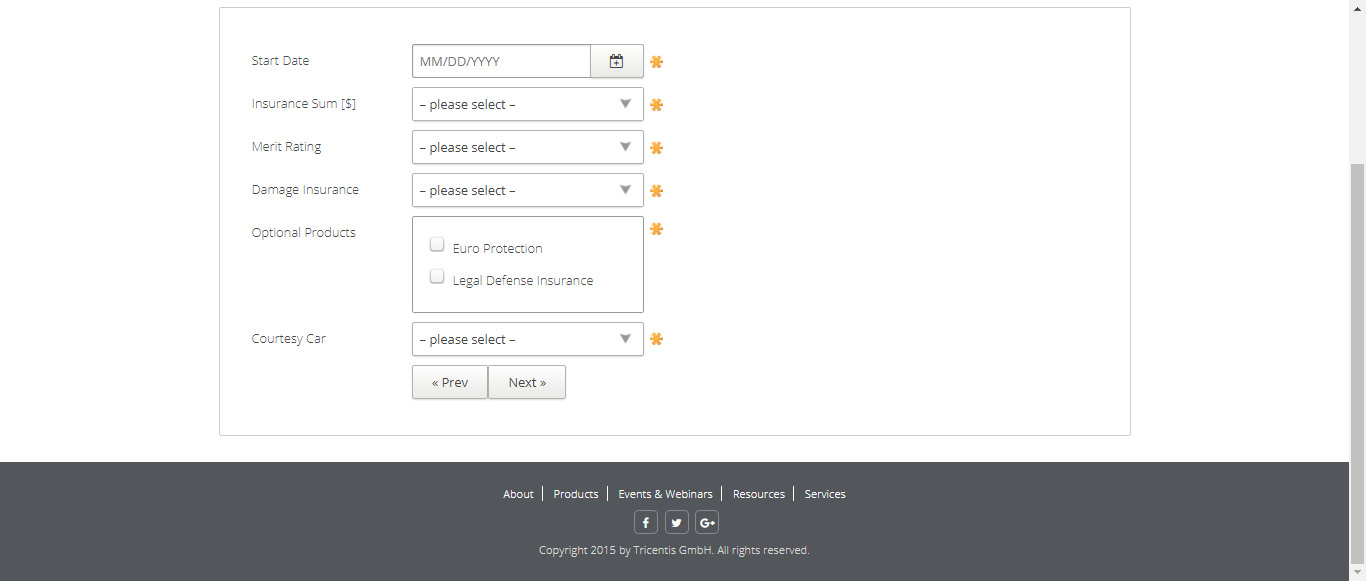 Start Date MM/DD/YYYY
Insurance Sum [$] – please select –
Merit Rating – please select –
Damage Insurance – please select –
Optional Products
Euro Protection
Legal Defense Insurance
Courtesy Car – please select –
« Prev Next »
About Products Events & Webinars Resources Services
f G+
Copyright 2015 by Tricentis GmbH. All rights reserved.